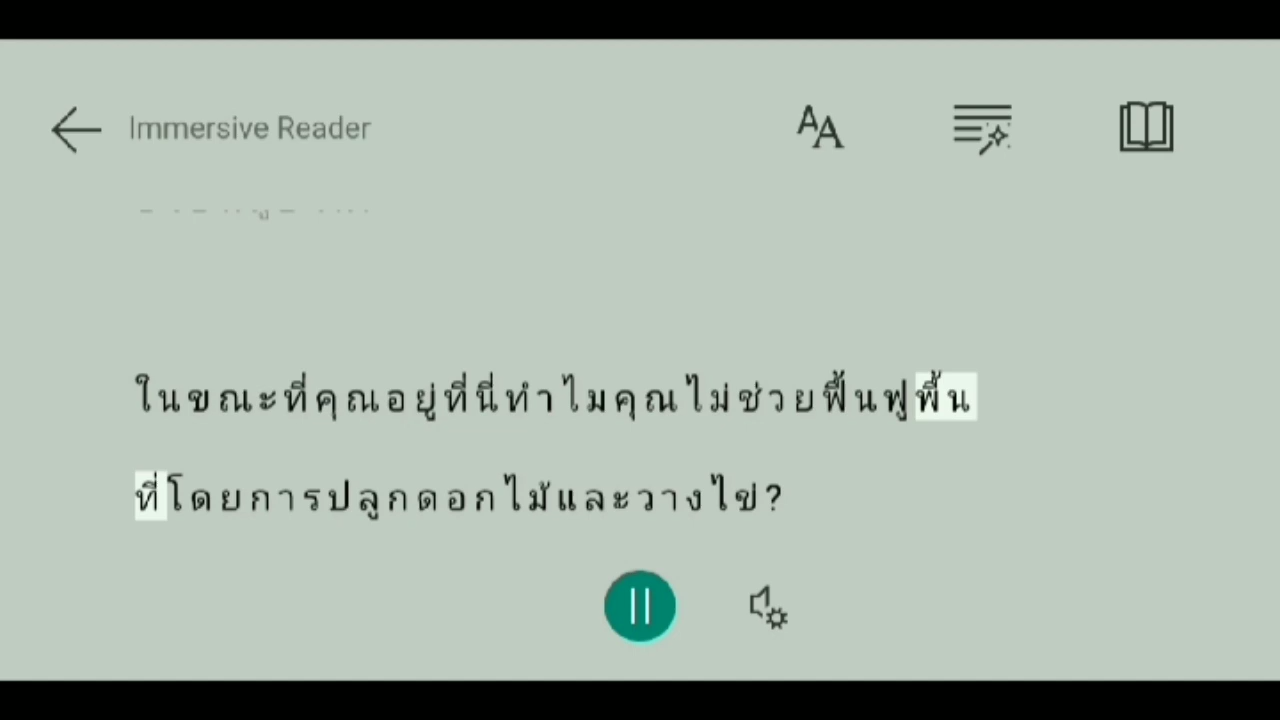 Immersive Reader
ในขณะที่คุณอยู่ที่นี่ทำไมคุณไม่ช่วยฟื้นฟูพื้น
ที่โดยการปลูกดอกไม้และวางไข่?